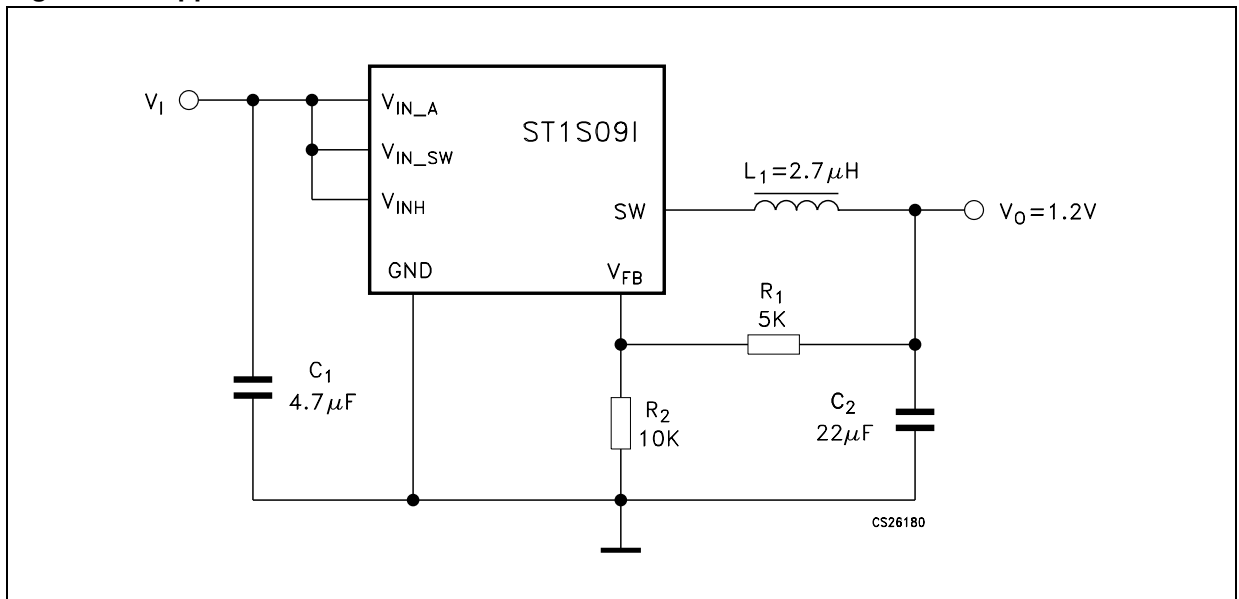 V_I
V_IN_A
ST1S09I
V_IN_SW
V_INH
L_1=2.7μH
SW
V_O=1.2V
GND
V_FB
R_1
5K
C_1
4.7μF
R_2
10K
C_2
22μF
CS26180